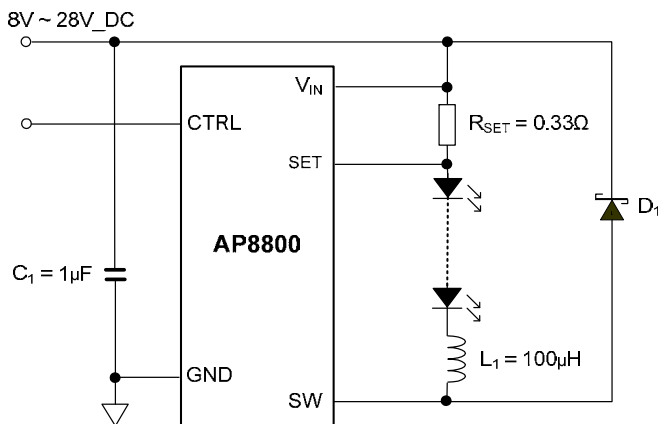 8V ~ 28V_DC
VIN
CTRL
RSET = 0.33Ω
SET
D1
AP8800
C1 = 1µF
L1 = 100µH
GND
SW